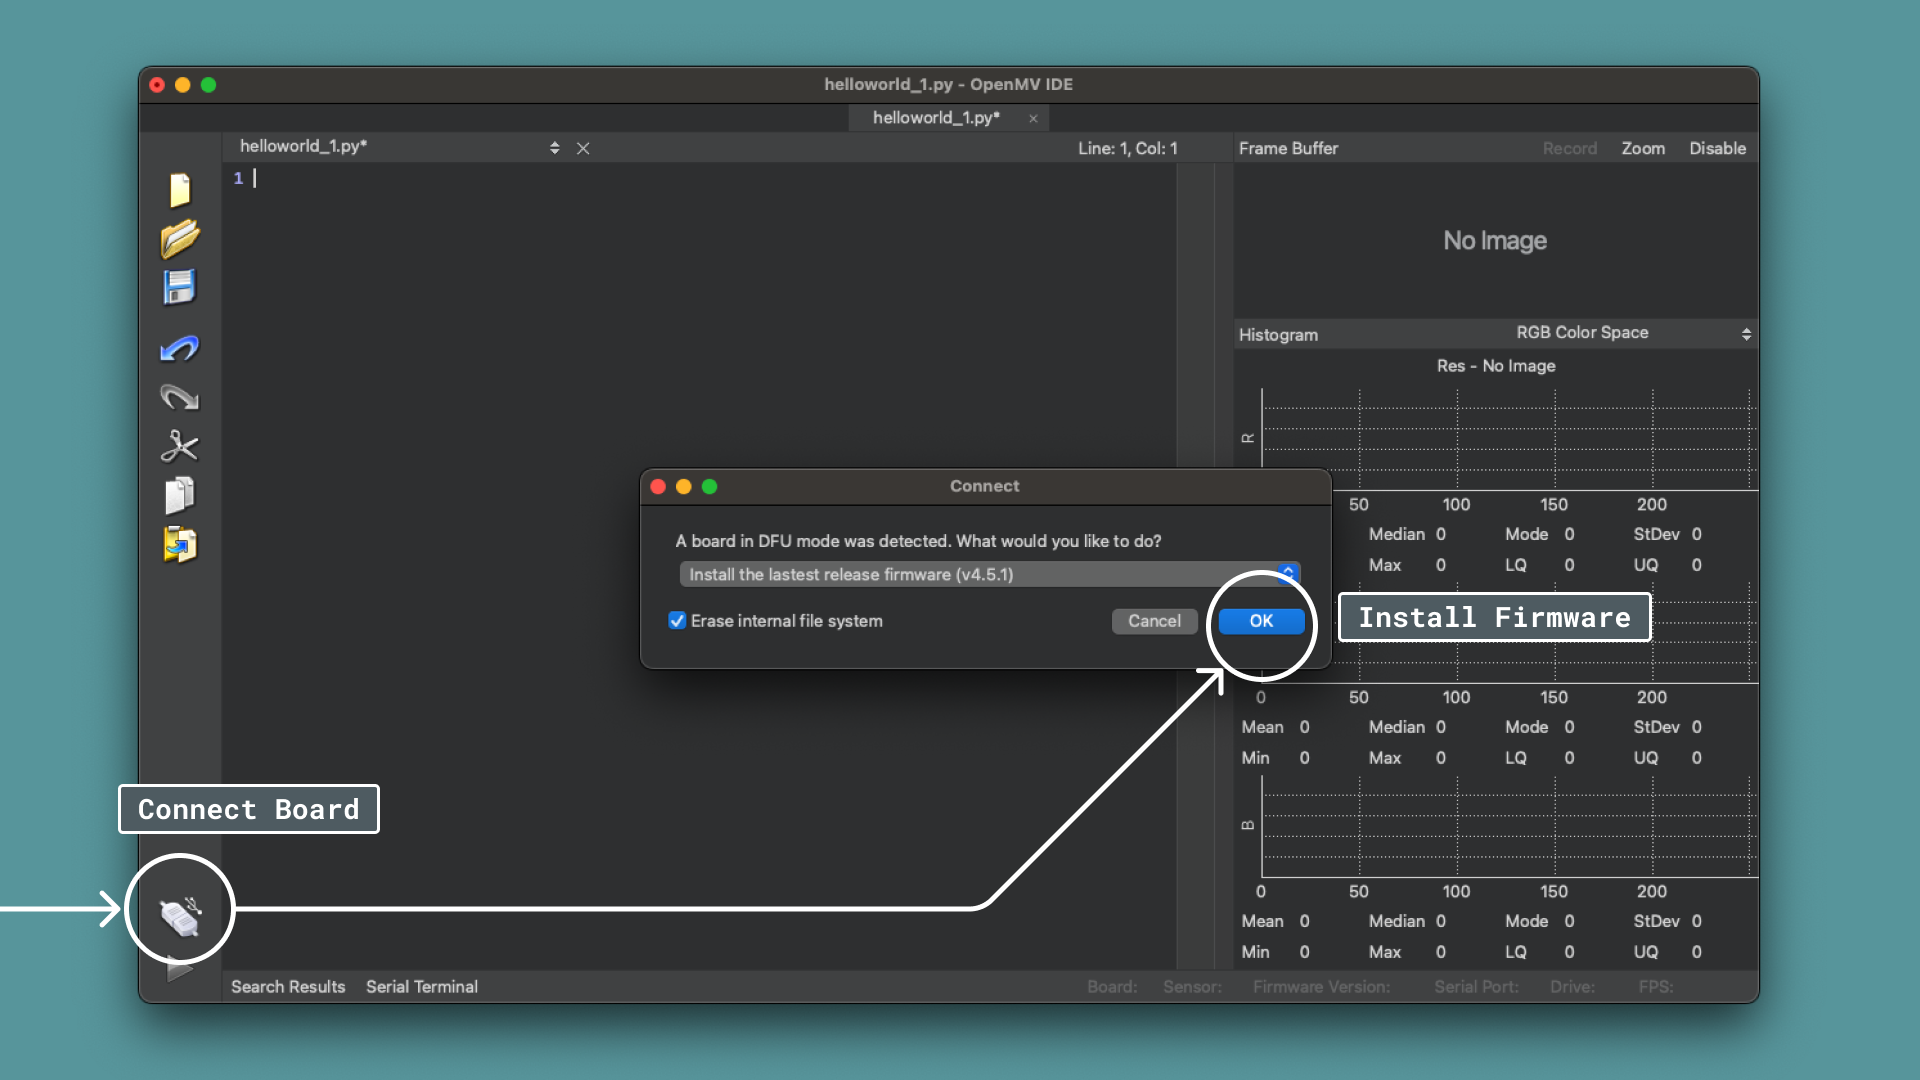 helloworld_1.py - OpenMV IDE
helloworld_1.py*
helloworld_1.py*
Line: 1, Col: 1
Frame Buffer
Record
Zoom
Disable
1
No Image
Histogram
RGB Color Space
Res - No Image
R
50 100 150 200
Median 0 Mode 0 StDev 0
Max 0 LQ 0 UQ 0
Connect
A board in DFU mode was detected. What would you like to do?
Install the lastest release firmware (v4.5.1)
Erase internal file system
Cancel
OK
Install Firmware
0 50 100 150 200
Mean 0 Median 0 Mode 0 StDev 0
Min 0 Max 0 LQ 0 UQ 0
Connect Board
B
0 50 100 150 200
Mean 0 Median 0 Mode 0 StDev 0
Min 0 Max 0 LQ 0 UQ 0
Search Results
Serial Terminal
Board:
Sensor:
Firmware Version:
Serial Port:
Drive:
FPS: